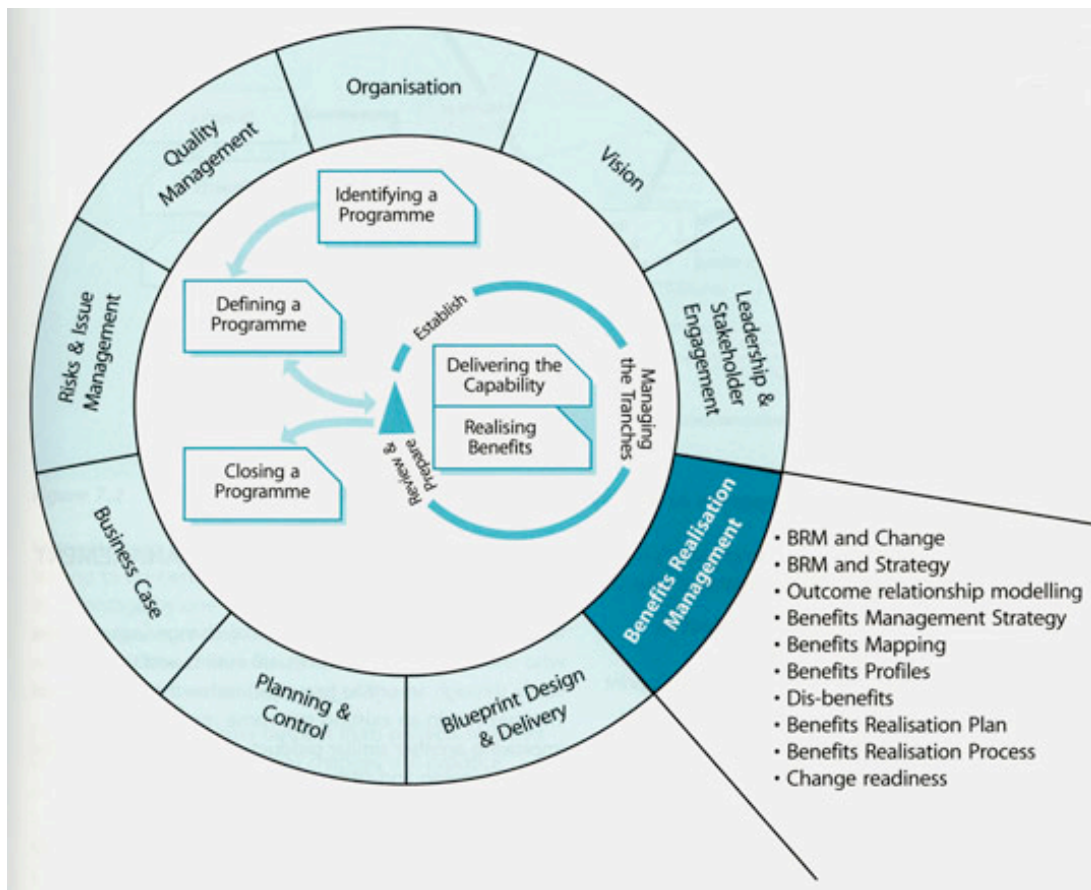 Organisation
Vision
Leadership &
Stakeholder
Engagement
Benefits Realisation
Management
Blueprint Design
& Delivery
Planning &
Control
Business Case
Risks & Issue
Management
Quality
Management
Identifying a
Programme
Defining a
Programme
Closing a
Programme
Establish
Managing
the Tranches
Review &
Prepare
Delivering the
Capability
Realising
Benefits
• BRM and Change
• BRM and Strategy
• Outcome relationship modelling
• Benefits Management Strategy
• Benefits Mapping
• Benefits Profiles
• Dis-benefits
• Benefits Realisation Plan
• Benefits Realisation Process
• Change readiness